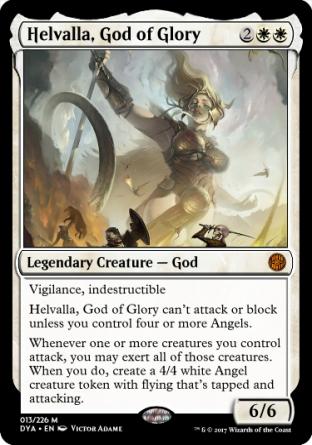 Helvalla, God of Glory 2
Legendary Creature — God
Vigilance, indestructible
Helvalla, God of Glory can't attack or block
unless you control four or more Angels.
Whenever one or more creatures you control
attack, you may exert all of those creatures.
When you do, create a 4/4 white Angel
creature token with flying that's tapped and
attacking.
6/6
013/226 M
DYA • EN VICTOR ADAME
™ & © 2017 Wizards of the Coast